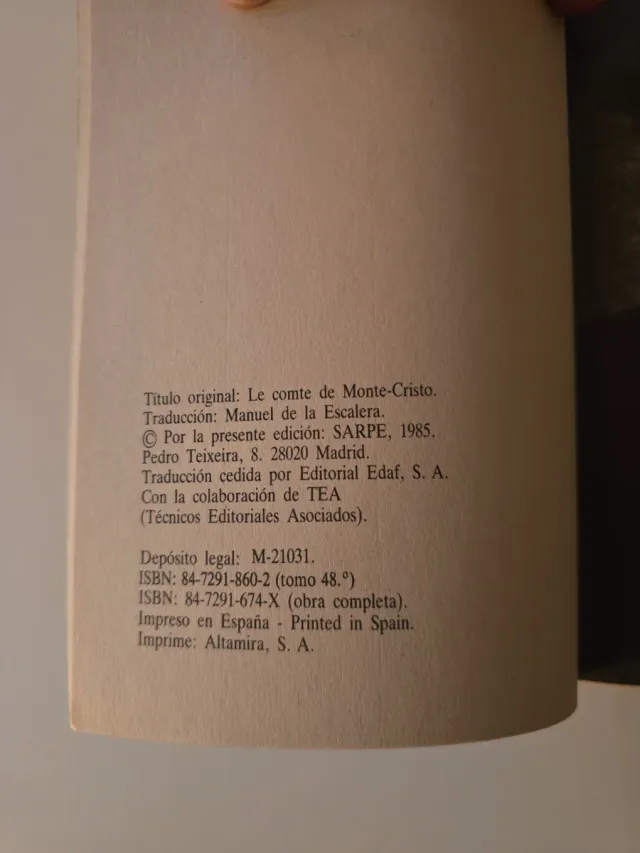 Título original: Le comte de Monte-Cristo.
Traducción: Manuel de la Escalera.
© Por la presente edición: SARPE, 1985.
Pedro Teixeira, 8. 28020 Madrid.
Traducción cedida por Editorial Edaf, S. A.
Con la colaboración de TEA
(Técnicos Editoriales Asociados).
Depósito legal: M-21031.
ISBN: 84-7291-860-2 (tomo 48.º)
ISBN: 84-7291-674-X (obra completa).
Impreso en España - Printed in Spain.
Imprime: Altamira, S. A.